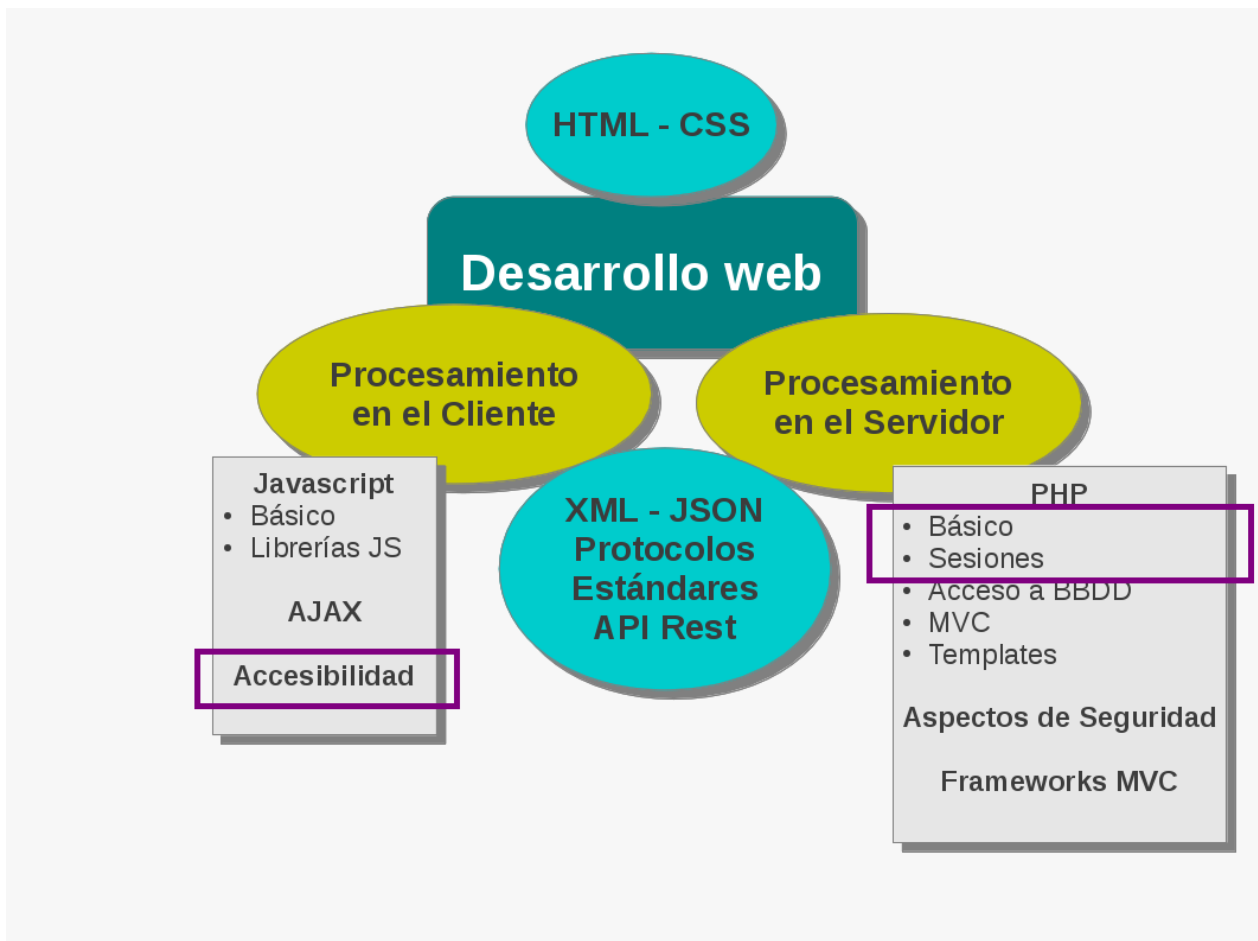 HTML - CSS
Desarrollo web
Procesamiento
en el Cliente
Procesamiento
en el Servidor
Javascript
• Básico
• Librerías JS
AJAX
Accesibilidad
XML - JSON
Protocolos
Estándares
API Rest
PHP
• Básico
• Sesiones
• Acceso a BBDD
• MVC
• Templates
Aspectos de Seguridad
Frameworks MVC